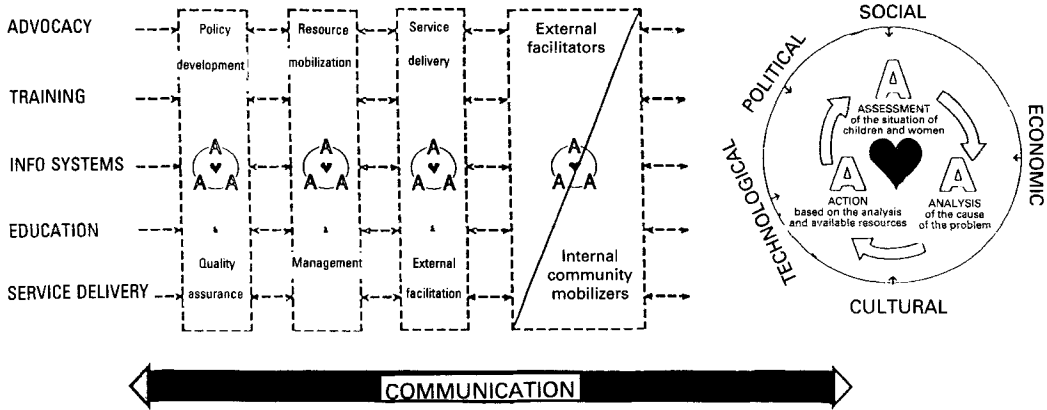 ADVOCACY
TRAINING
INFO SYSTEMS
EDUCATION
SERVICE DELIVERY
Policy
development
A
A A
&
Quality
assurance
Resource
mobilization
A
A A
&
Management
Service
delivery
A
A A
&
External
facilitation
External
facilitators
A
A A
Internal
community
mobilizers
SOCIAL
POLITICAL
ECONOMIC
TECHNOLOGICAL
CULTURAL
A
ASSESSMENT
of the situation of
children and women
A
ACTION
based on the analysis
and available resources
A
ANALYSIS
of the cause
of the problem
COMMUNICATION